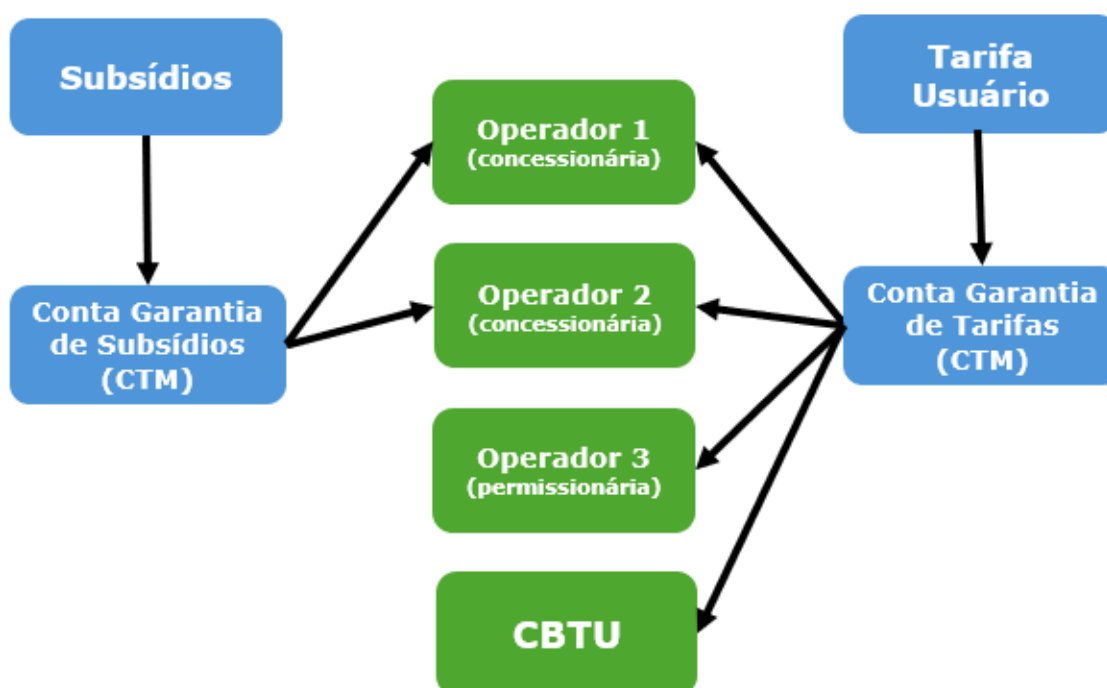 Subsídios
Tarifa
Usuário
Operador 1
(concessionária)
Operador 2
(concessionária)
Conta Garantia
de Subsídios
(CTM)
Conta Garantia
de Tarifas
(CTM)
Operador 3
(permissionária)
CBTU